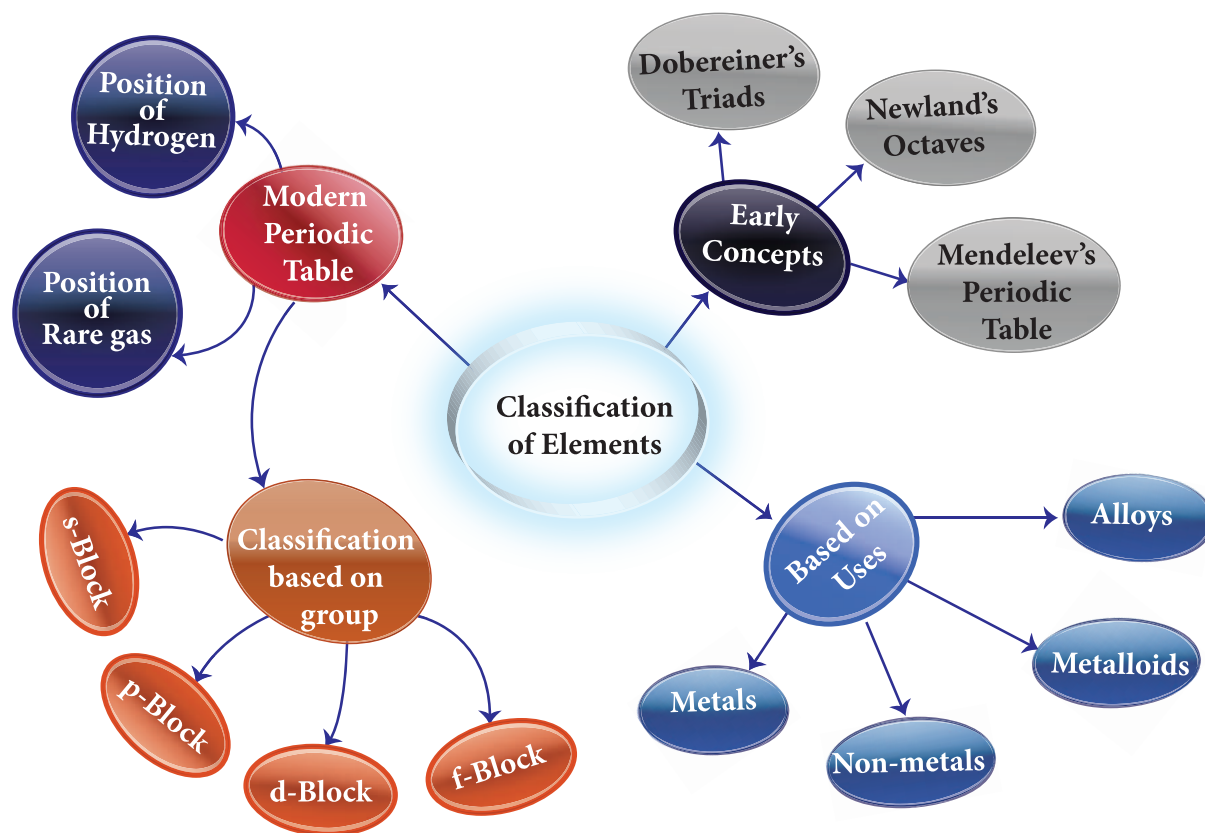 Position
of
Hydrogen
Modern
Periodic
Table
Position
of
Rare gas
Dobereiner's
Triads
Newland's
Octaves
Early
Concepts
Mendeleev's
Periodic
Table
Classification
of Elements
Classification
based on
group
s-Block
p-Block
d-Block
f-Block
Based on
Uses
Alloys
Metalloids
Non-metals
Metals